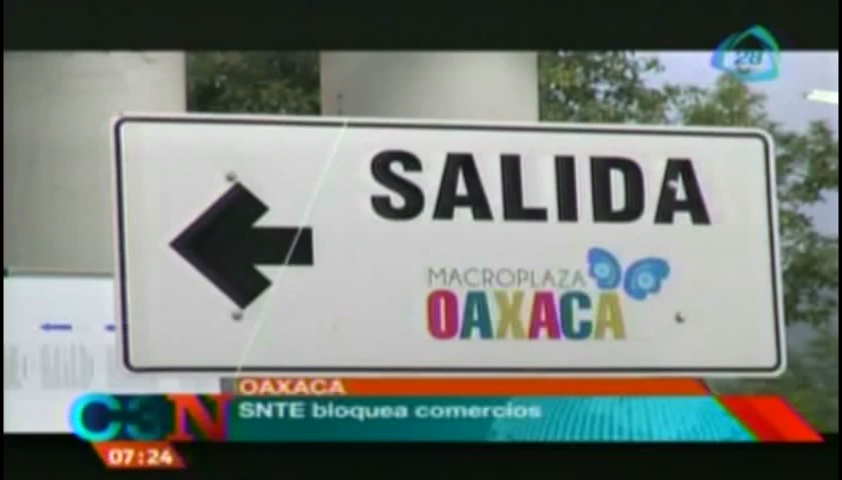 28
SALIDA
MACROPLAZA
OAXACA
OAXACA
SNTE bloquea comercios
C3N
07:24